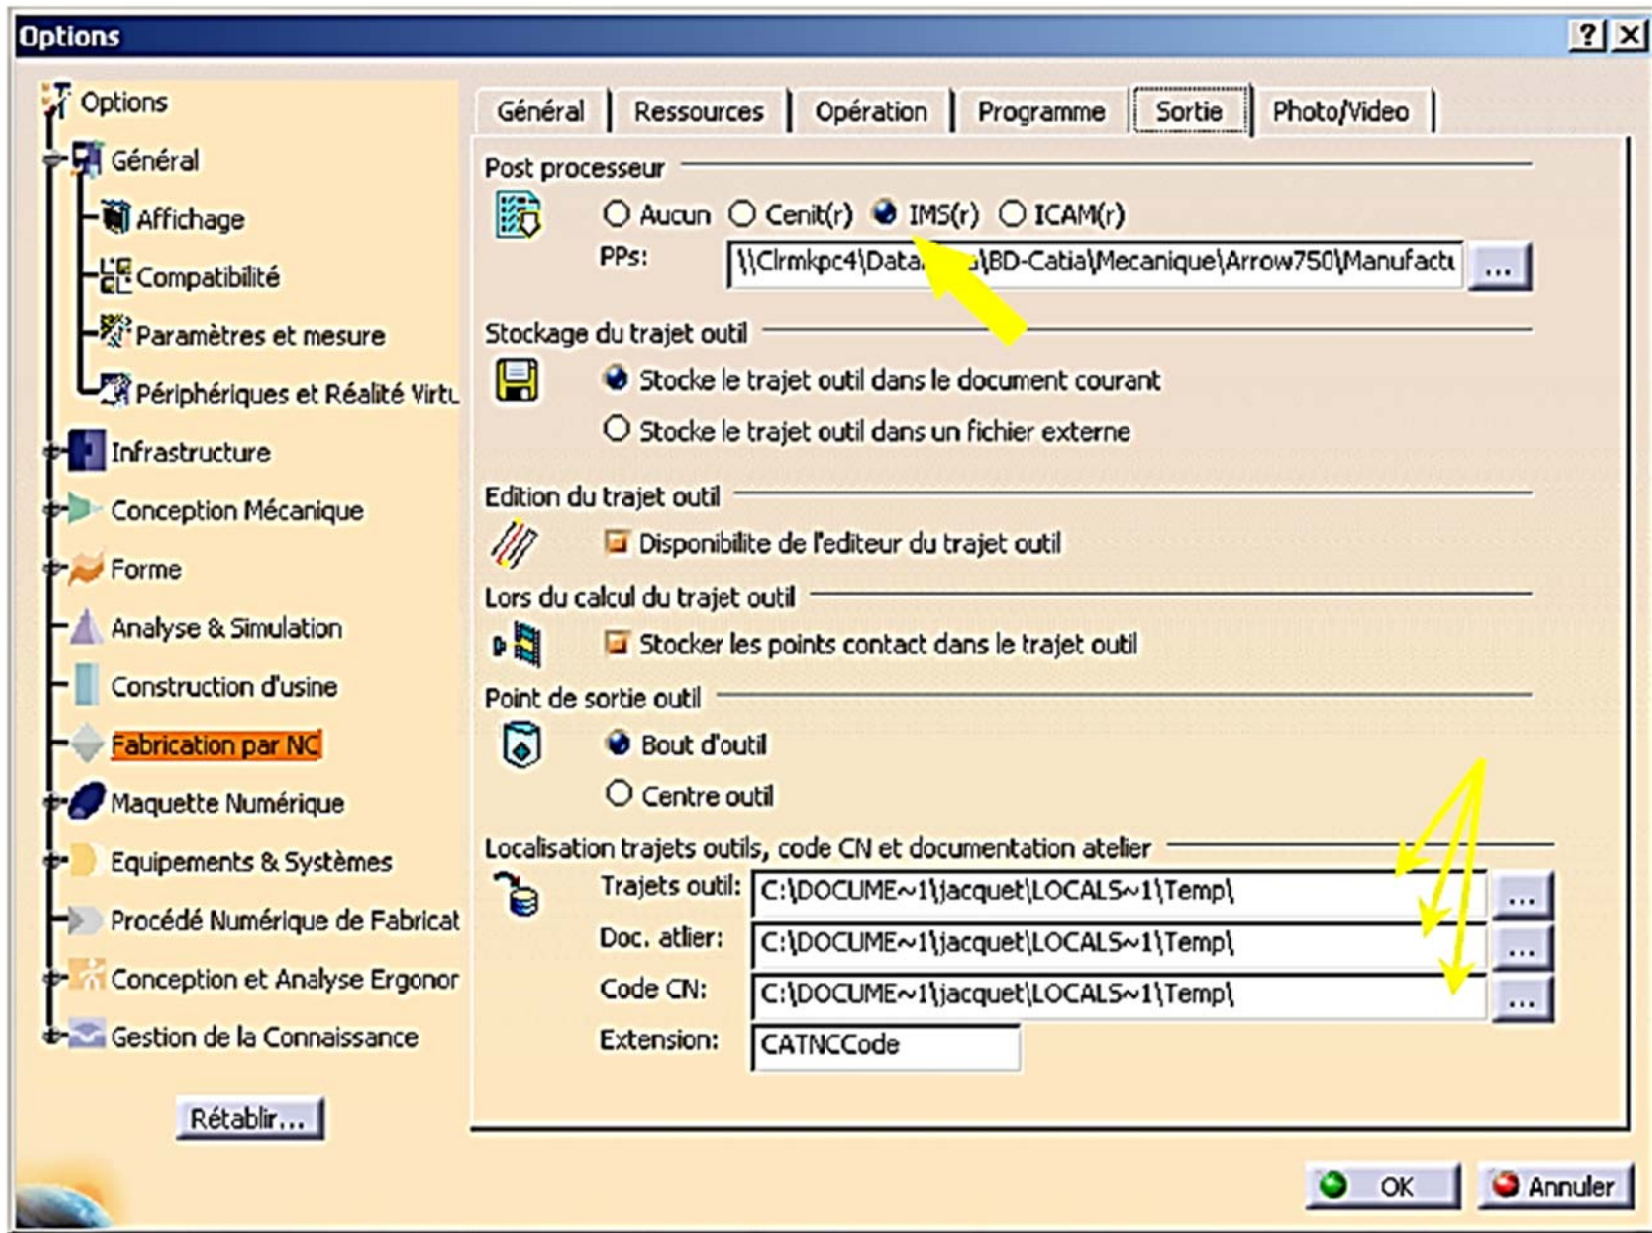 Options
Options
Général
Affichage
Compatibilité
Paramètres et mesure
Périphériques et Réalité Virtu
Infrastructure
Conception Mécanique
Forme
Analyse & Simulation
Construction d'usine
Fabrication par NC
Maquette Numérique
Equipements & Systèmes
Procédé Numérique de Fabricat
Conception et Analyse Ergonor
Gestion de la Connaissance
Rétablir...
Général Ressources Opération Programme Sortie Photo/Video
Post processeur
Aucun Cenit(r) IMS(r) ICAM(r)
PPs: \\Clrmkpc4\Data \BD-Catia\Mecanique\Arrow750\Manufactu ...
Stockage du trajet outil
Stocke le trajet outil dans le document courant
Stocke le trajet outil dans un fichier externe
Edition du trajet outil
Disponibilite de l'editeur du trajet outil
Lors du calcul du trajet outil
Stocker les points contact dans le trajet outil
Point de sortie outil
Bout d'outil
Centre outil
Localisation trajets outils, code CN et documentation atelier
Trajets outil: C:\DOCUME~1\jacquet\LOCALS~1\Temp\ ...
Doc. atlier: C:\DOCUME~1\jacquet\LOCALS~1\Temp\ ...
Code CN: C:\DOCUME~1\jacquet\LOCALS~1\Temp\ ...
Extension: CATNCCode
OK Annuler